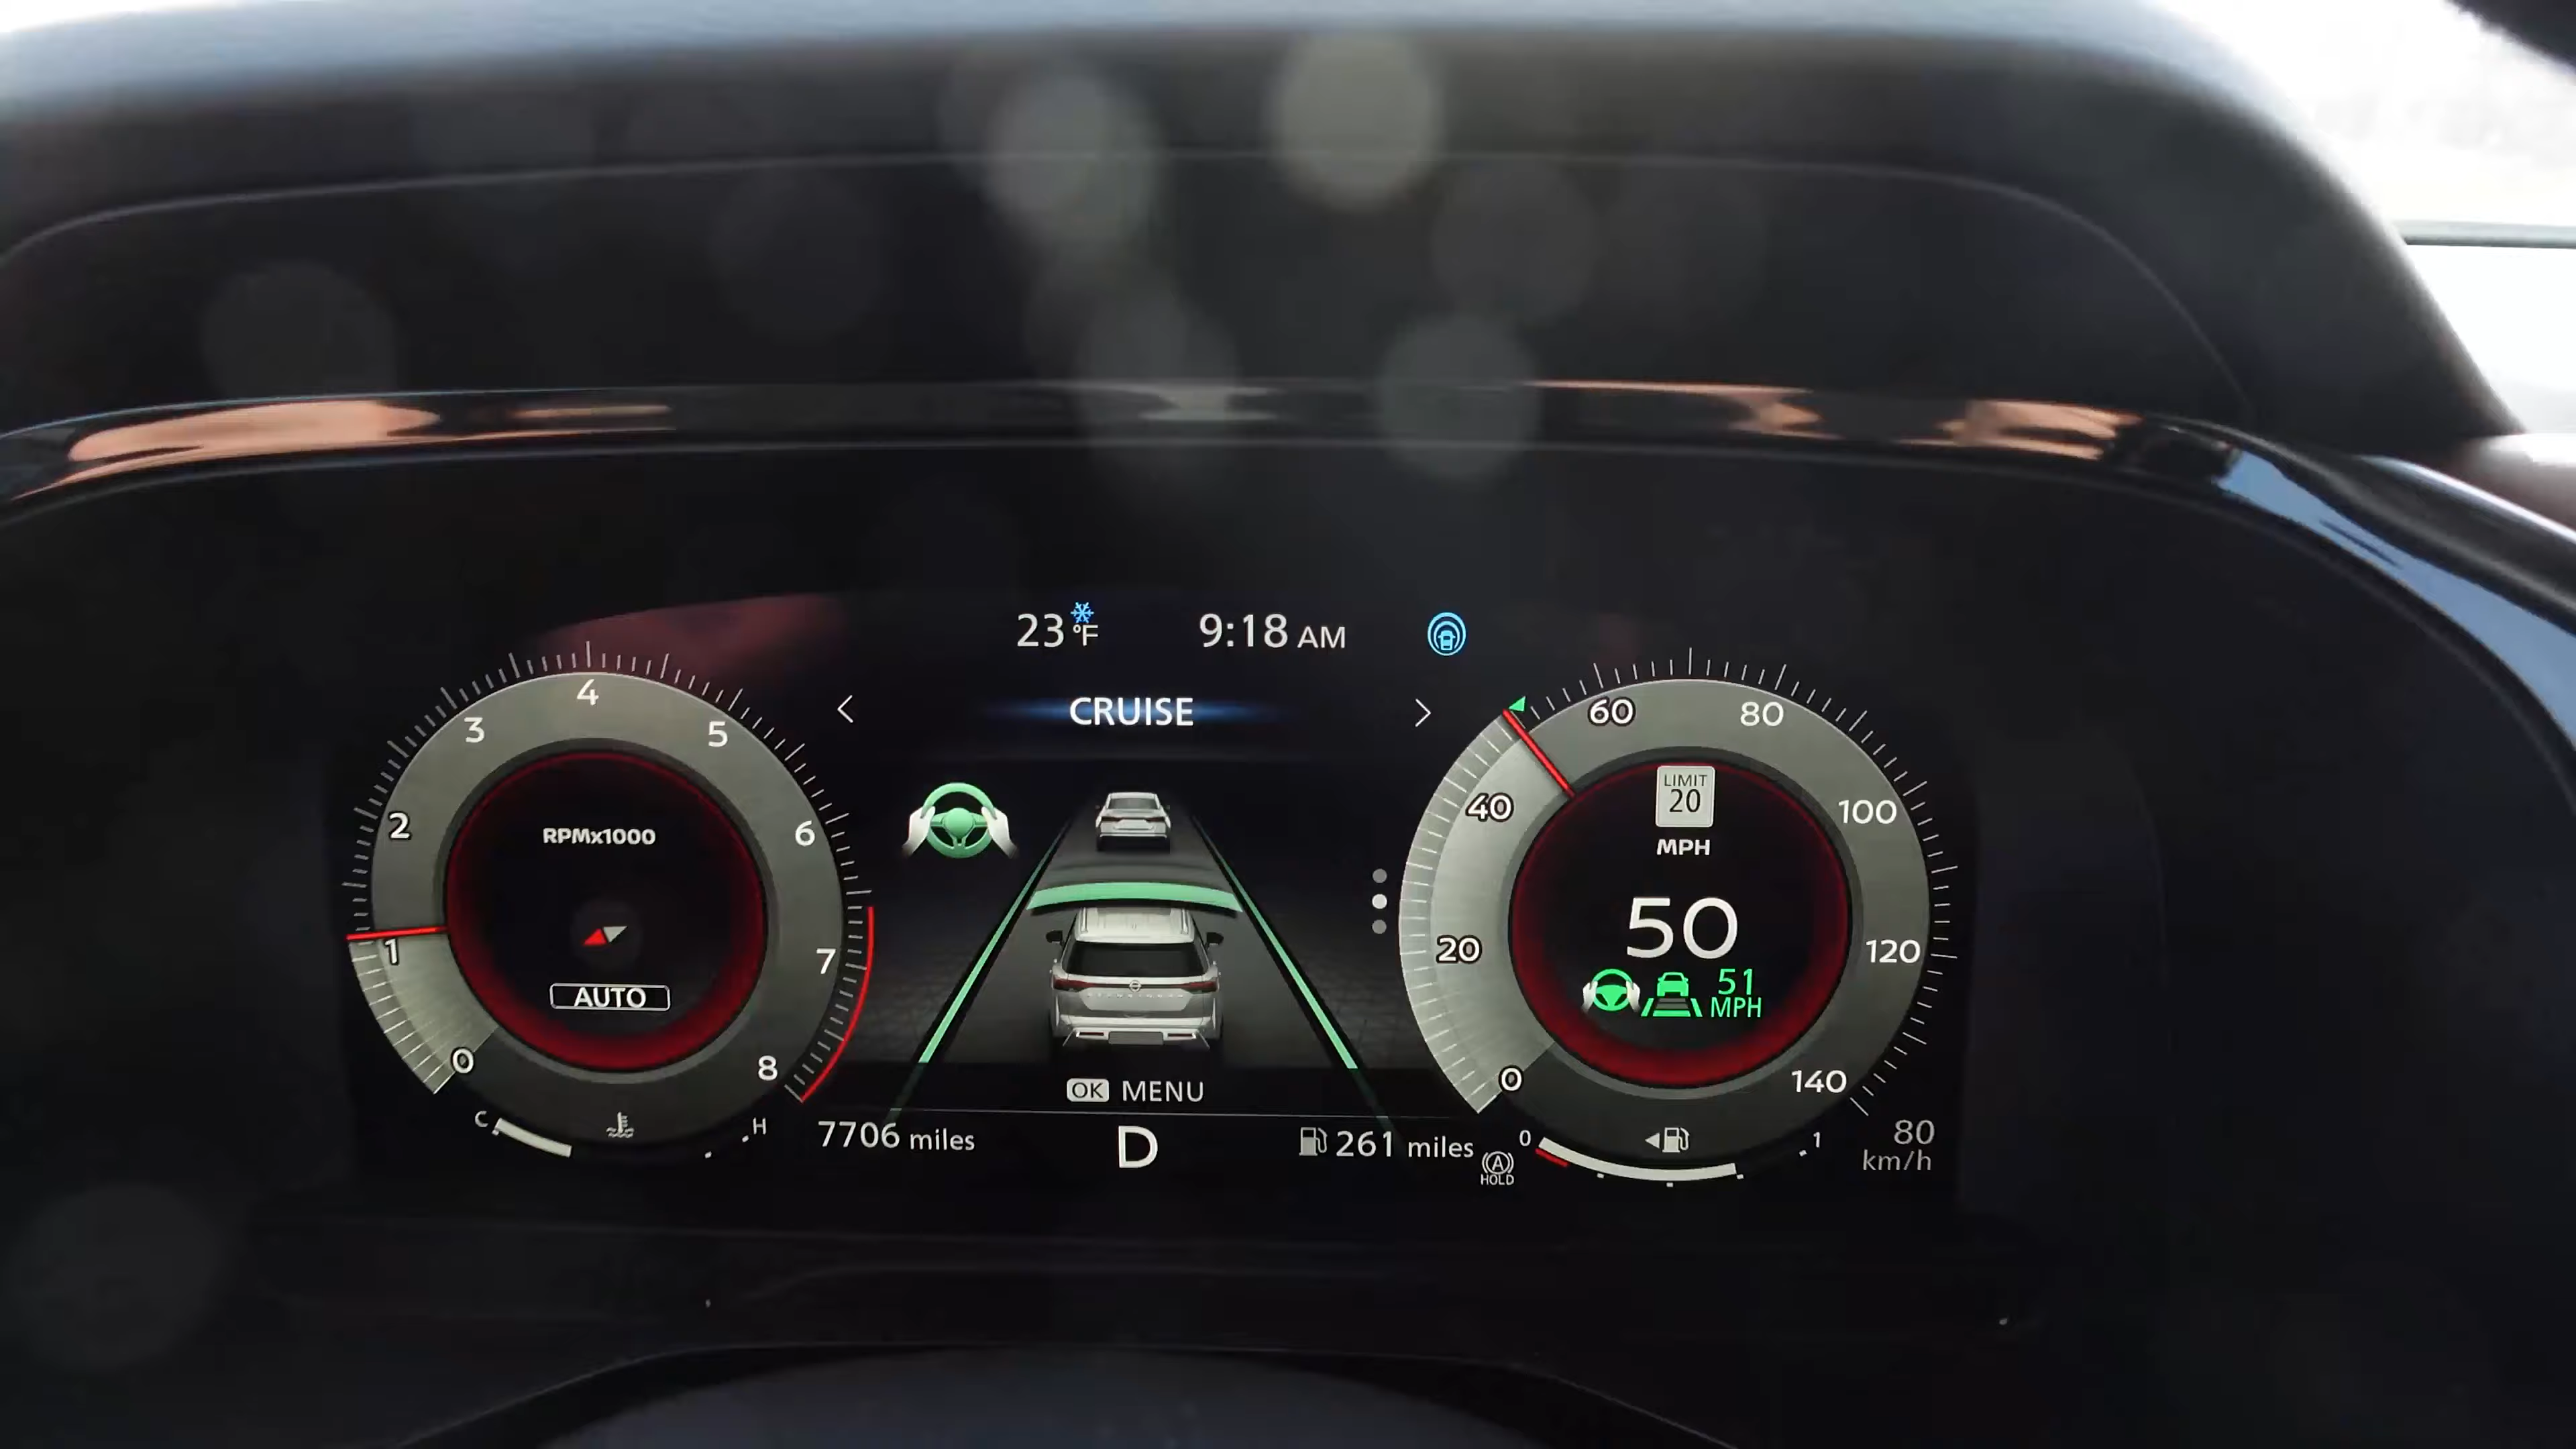 23 °F
9:18 AM
CRUISE
0
1
2
3
4
5
6
7
8
RPMx1000
AUTO
C
H
0
20
40
60
80
100
120
140
LIMIT
20
MPH
50
51
MPH
OK MENU
7706 miles
D
261 miles
A
HOLD
0
1
80
km/h